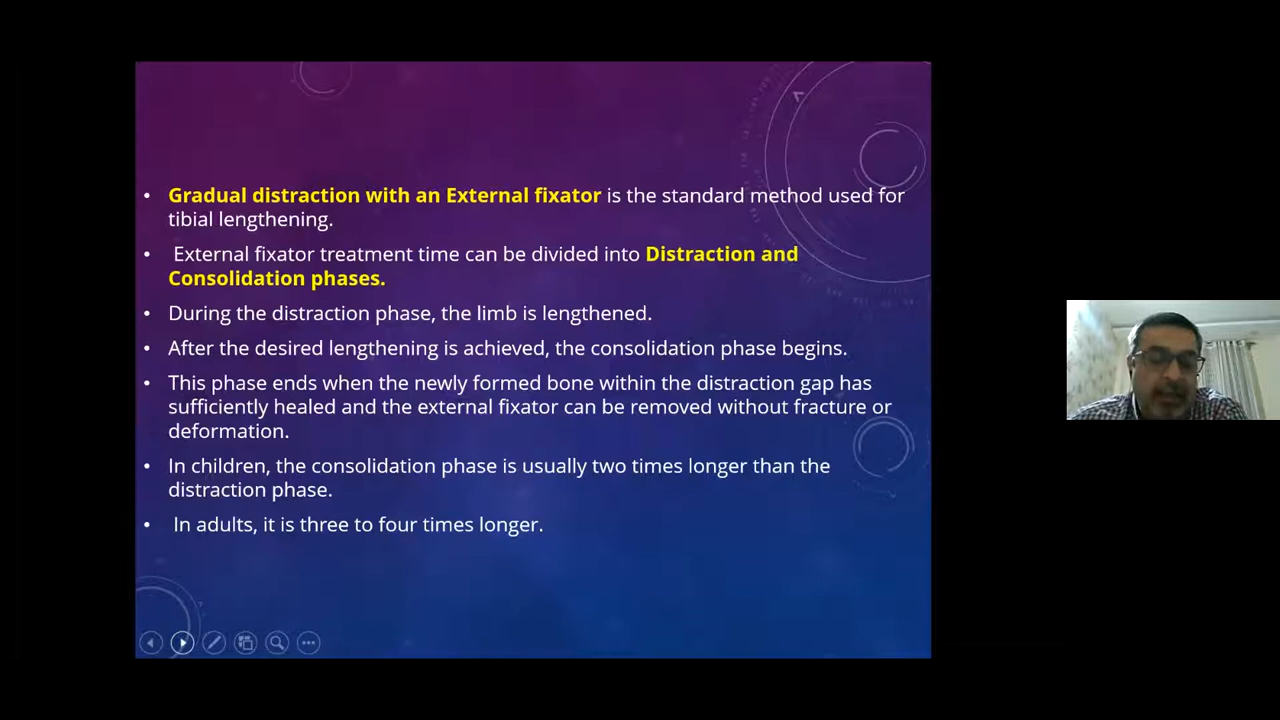 • Gradual distraction with an External fixator is the standard method used for
tibial lengthening.
• External fixator treatment time can be divided into Distraction and
Consolidation phases.
• During the distraction phase, the limb is lengthened.
• After the desired lengthening is achieved, the consolidation phase begins.
• This phase ends when the newly formed bone within the distraction gap has
sufficiently healed and the external fixator can be removed without fracture or
deformation.
• In children, the consolidation phase is usually two times longer than the
distraction phase.
• In adults, it is three to four times longer.